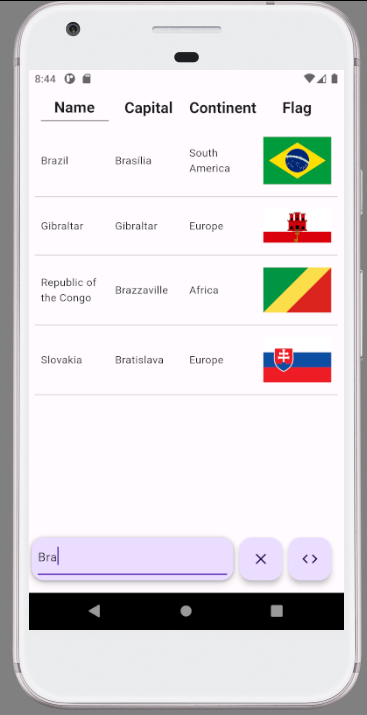 8:44
Name Capital Continent Flag
Brazil Brasília South America
Gibraltar Gibraltar Europe
Republic of the Congo Brazzaville Africa
Slovakia Bratislava Europe
Bra